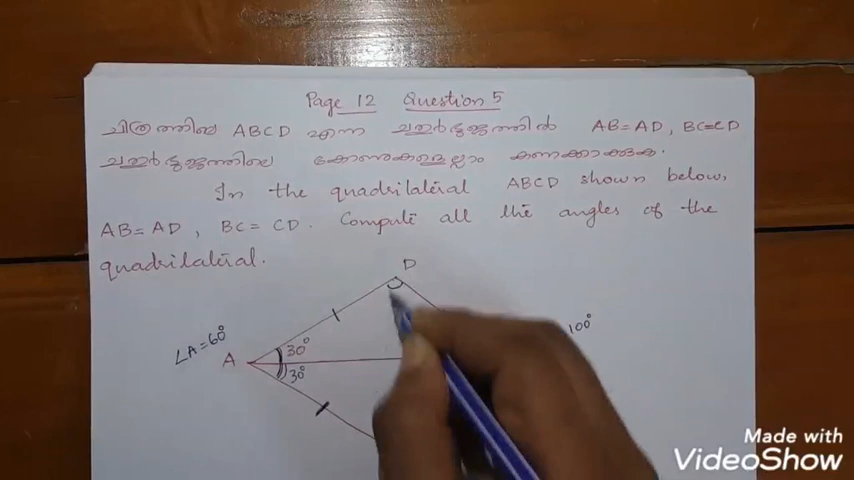 Page 12 Question 5
ചിത്രത്തിലെ ABCD എന്ന ചതുർഭുജത്തിൽ AB=AD, BC=CD
ചതുർഭുജത്തിലെ കോണുകളെല്ലാം കണക്കാക്കുക.
In the quadrilateral ABCD shown below,
AB=AD, BC=CD. Compute all the angles of the
quadrilateral.
D
∠A=60°
100°
A
30°
30°
Made with
VideoShow